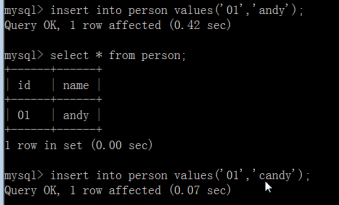 mysql> insert into person values('01','andy');
Query OK, 1 row affected (0.42 sec)
mysql> select * from person;
+------+------+
| id   | name |
+------+------+
| 01   | andy |
+------+------+
1 row in set (0.00 sec)
mysql> insert into person values('01','candy');
Query OK, 1 row affected (0.07 sec)